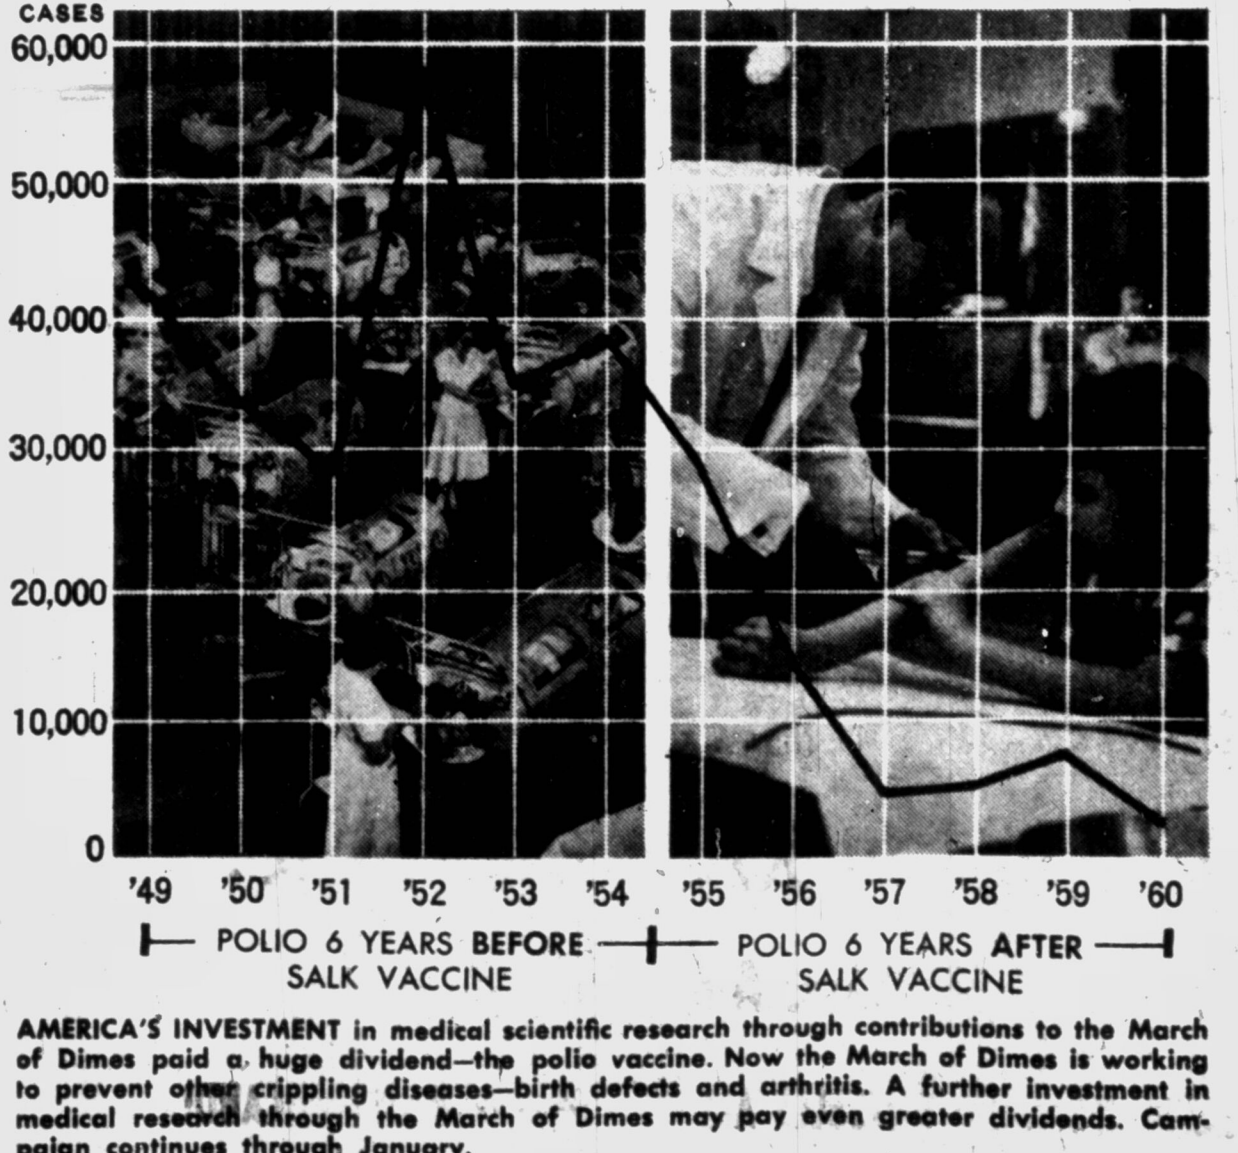 CASES
60,000
50,000
40,000
30,000
20,000
10,000
0
'49 '50 '51 '52 '53 '54 '55 '56 '57 '58 '59 '60
POLIO 6 YEARS BEFORE
SALK VACCINE
POLIO 6 YEARS AFTER
SALK VACCINE
AMERICA'S INVESTMENT in medical scientific research through contributions to the March
of Dimes paid a huge dividend—the polio vaccine. Now the March of Dimes is working
to prevent other crippling diseases—birth defects and arthritis. A further investment in
medical research through the March of Dimes may pay even greater dividends. Cam-
paign continues through January.